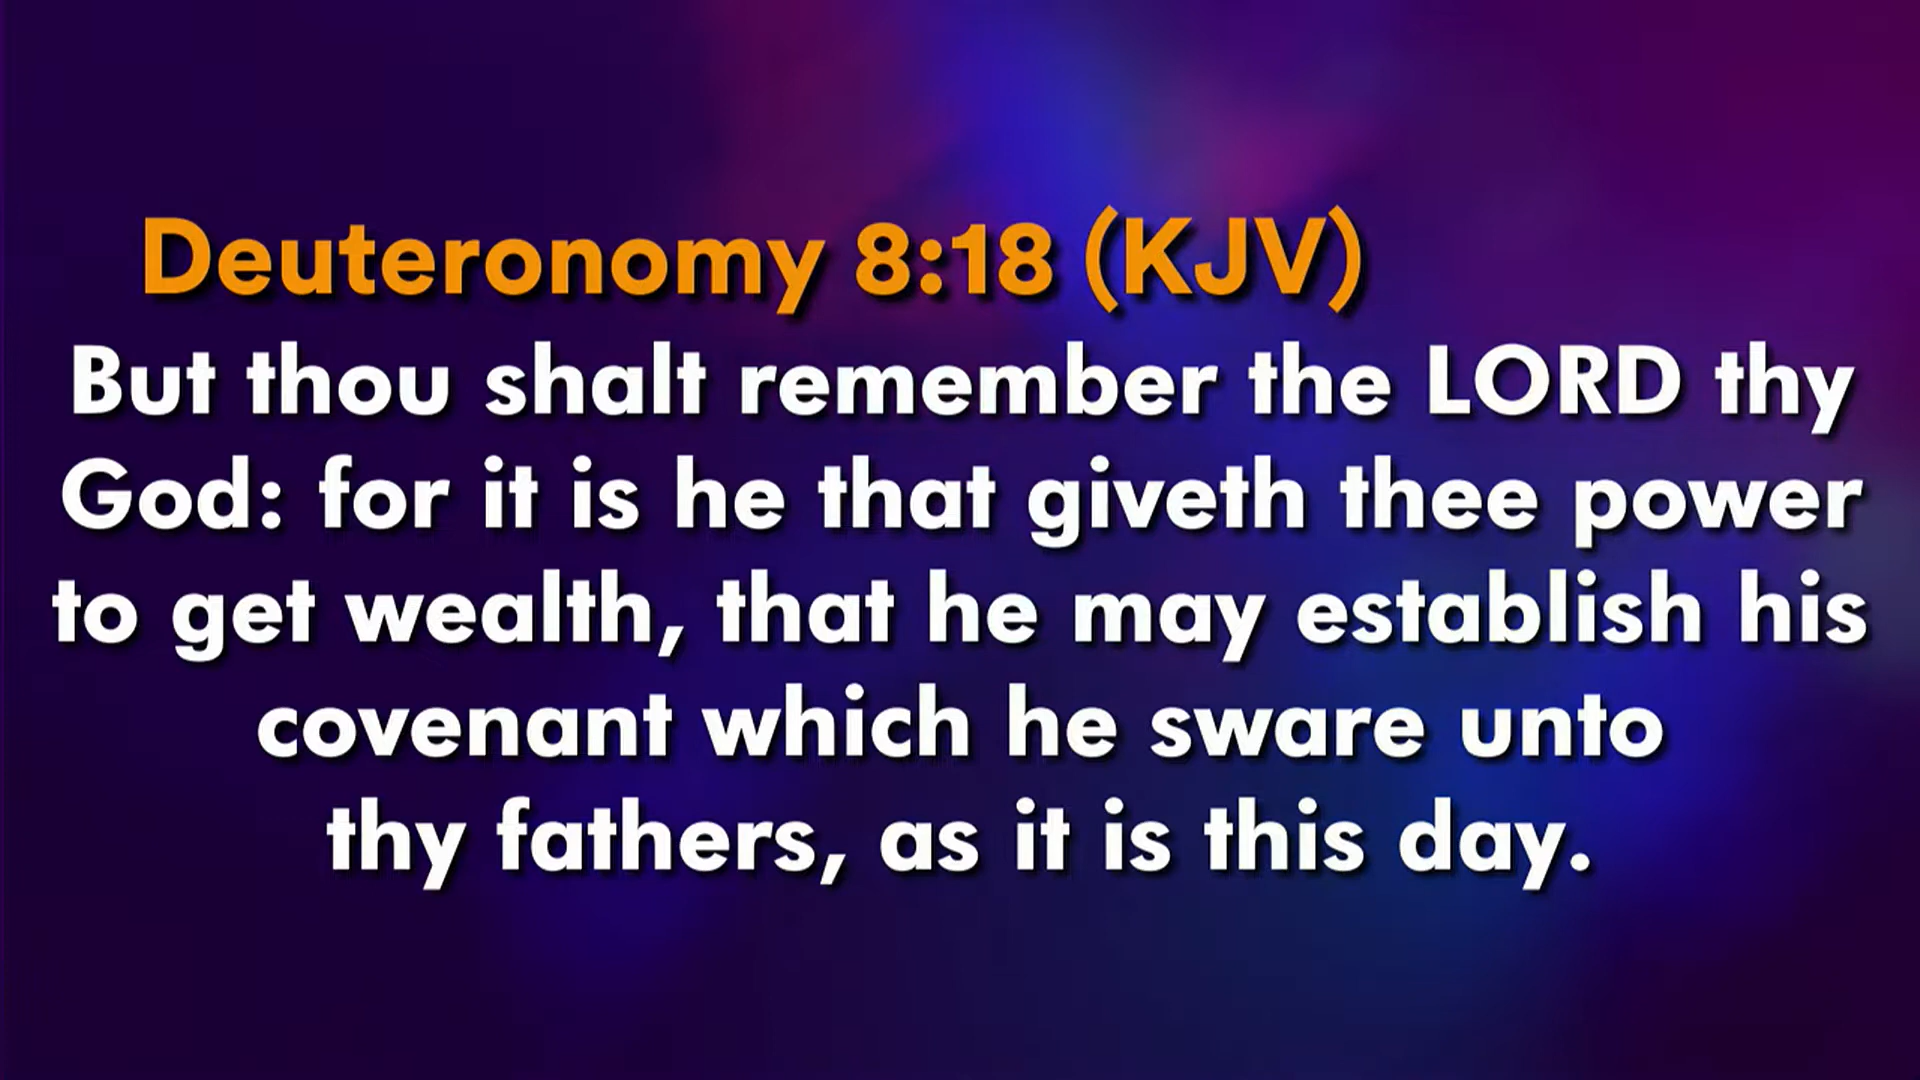 Deuteronomy 8:18 (KJV)
But thou shalt remember the LORD thy
God: for it is he that giveth thee power
to get wealth, that he may establish his
covenant which he sware unto
thy fathers, as it is this day.